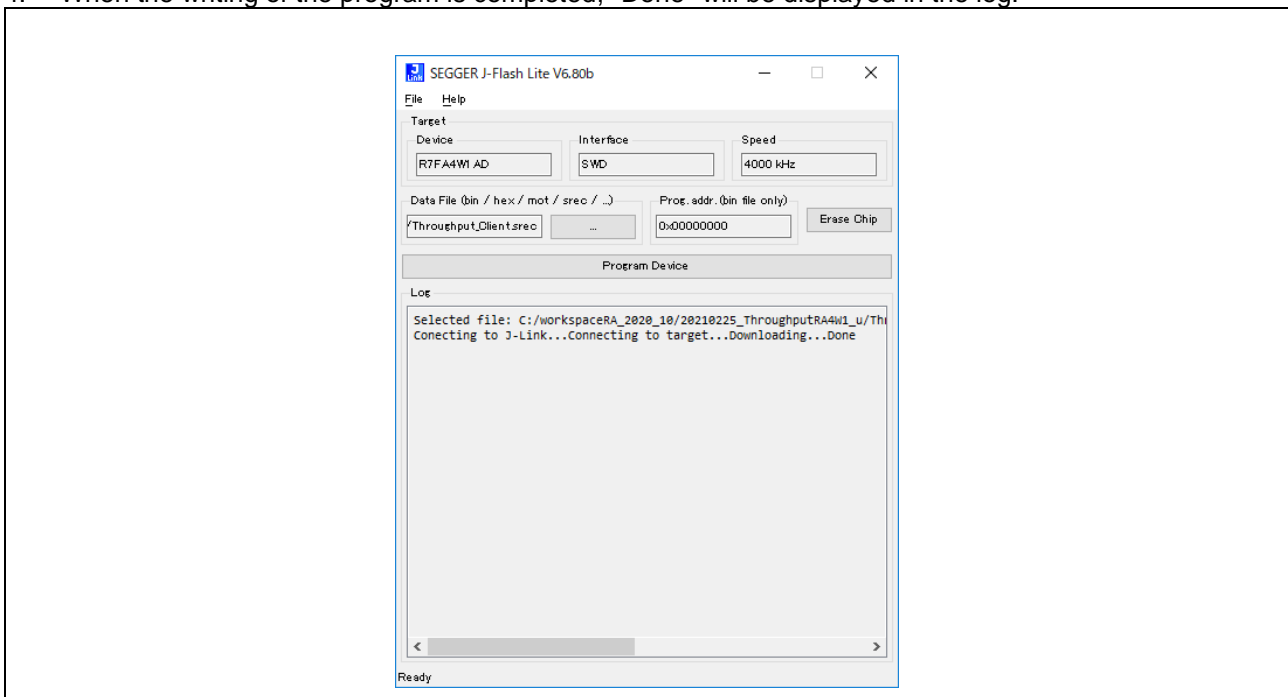 4. When the writing of the program is completed, "Done" will be displayed in the log.
SEGGER J-Flash Lite V6.80b
File Help
Target
Device Interface Speed
R7FA4W1AD SWD 4000 kHz
Data File (bin / hex / mot / srec / …) Prog. addr. (bin file only)
/Throughput_Client.srec ... 0x00000000 Erase Chip
Program Device
Log
Selected file: C:/workspaceRA_2020_10/20210225_ThroughputRA4W1_u/Thr
Conecting to J-Link...Connecting to target...Downloading...Done
Ready